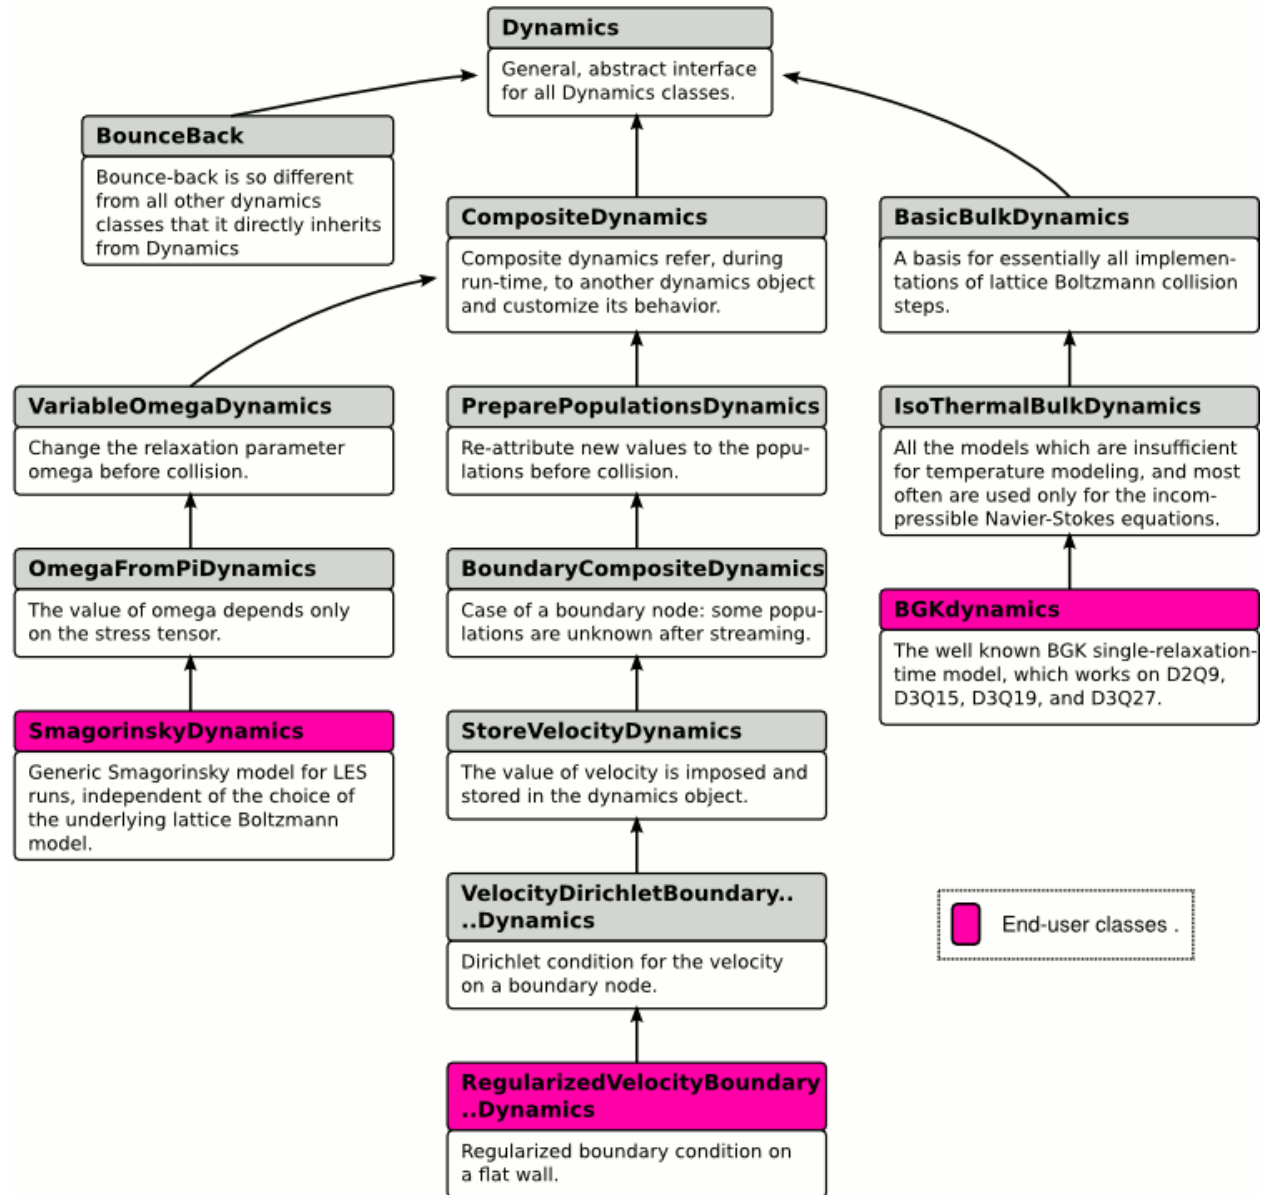 Dynamics
General, abstract interface
for all Dynamics classes.
BounceBack
Bounce-back is so different
from all other dynamics
classes that it directly inherits
from Dynamics
CompositeDynamics
Composite dynamics refer, during
run-time, to another dynamics object
and customize its behavior.
BasicBulkDynamics
A basis for essentially all implemen-
tations of lattice Boltzmann collision
steps.
VariableOmegaDynamics
Change the relaxation parameter
omega before collision.
PreparePopulationsDynamics
Re-attribute new values to the popu-
lations before collision.
IsoThermalBulkDynamics
All the models which are insufficient
for temperature modeling, and most
often are used only for the incom-
pressible Navier-Stokes equations.
OmegaFromPiDynamics
The value of omega depends only
on the stress tensor.
BoundaryCompositeDynamics
Case of a boundary node: some popu-
lations are unknown after streaming.
BGKdynamics
The well known BGK single-relaxation-
time model, which works on D2Q9,
D3Q15, D3Q19, and D3Q27.
SmagorinskyDynamics
Generic Smagorinsky model for LES
runs, independent of the choice of
the underlying lattice Boltzmann
model.
StoreVelocityDynamics
The value of velocity is imposed and
stored in the dynamics object.
VelocityDirichletBoundary..
..Dynamics
Dirichlet condition for the velocity
on a boundary node.
End-user classes .
RegularizedVelocityBoundary
..Dynamics
Regularized boundary condition on
a flat wall.